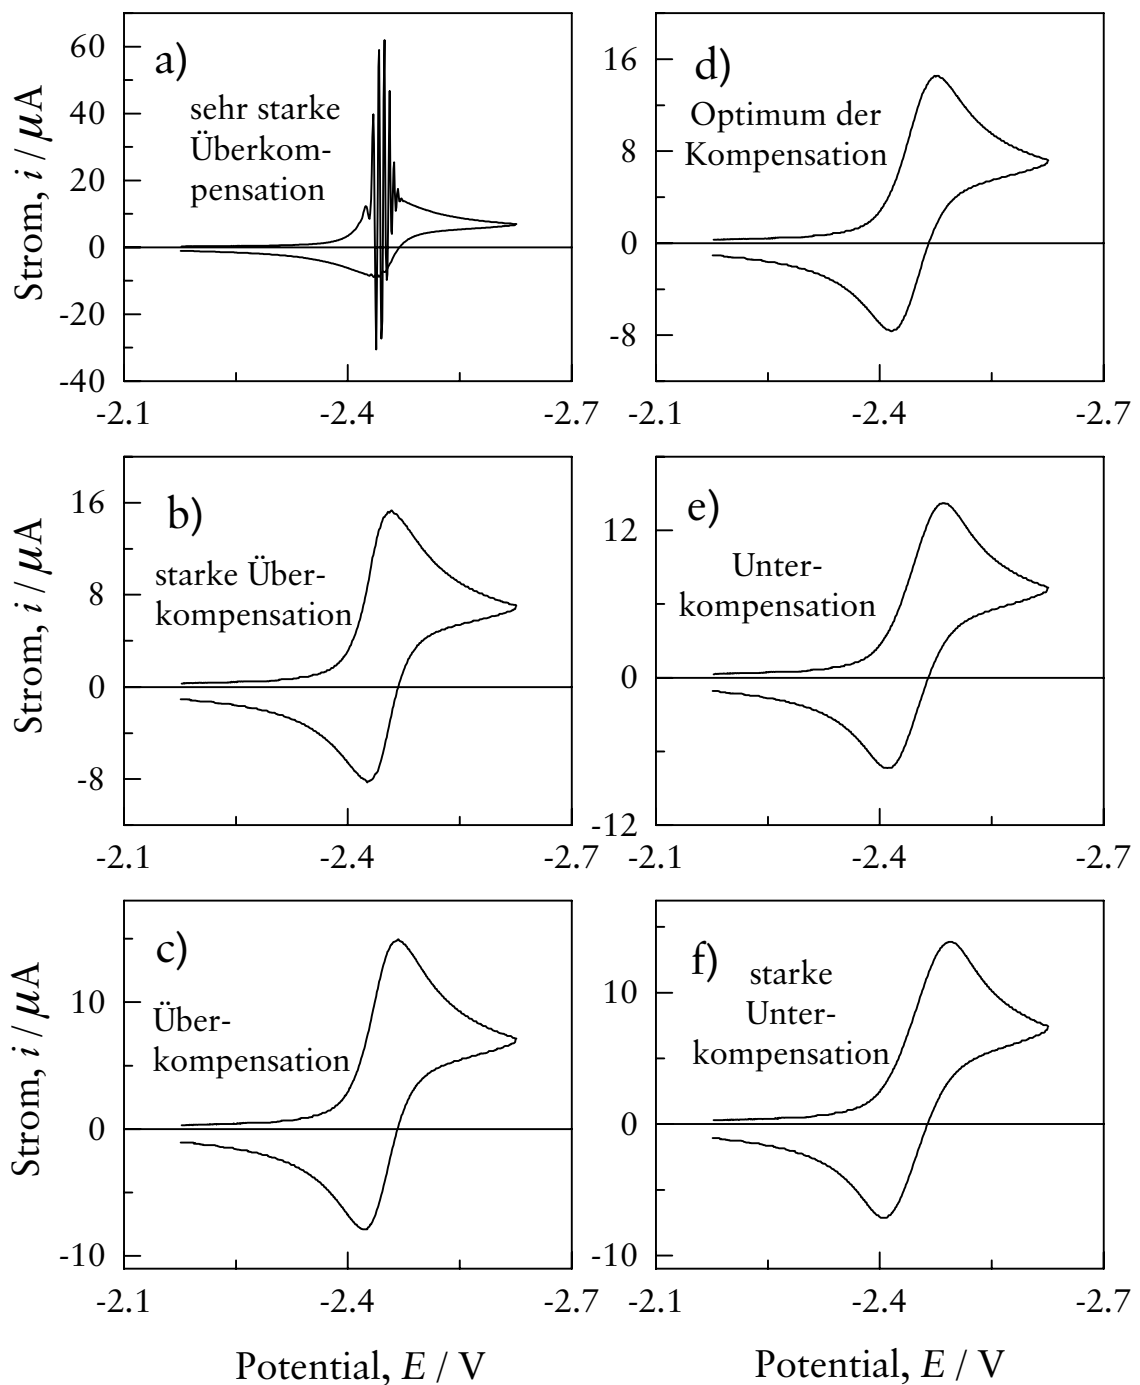 a)
sehr starke
Überkom-
pensation
Strom, i / µA
60
40
20
0
-20
-40
-2.1
-2.4
-2.7
d)
Optimum der
Kompensation
16
8
0
-8
-2.1
-2.4
-2.7
b)
starke Über-
kompensation
Strom, i / µA
16
8
0
-8
-2.1
-2.4
-2.7
e)
Unter-
kompensation
12
0
-12
-2.1
-2.4
-2.7
c)
Über-
kompensation
Strom, i / µA
10
0
-10
-2.1
-2.4
-2.7
Potential, E / V
f)
starke
Unter-
kompensation
10
0
-10
-2.1
-2.4
-2.7
Potential, E / V